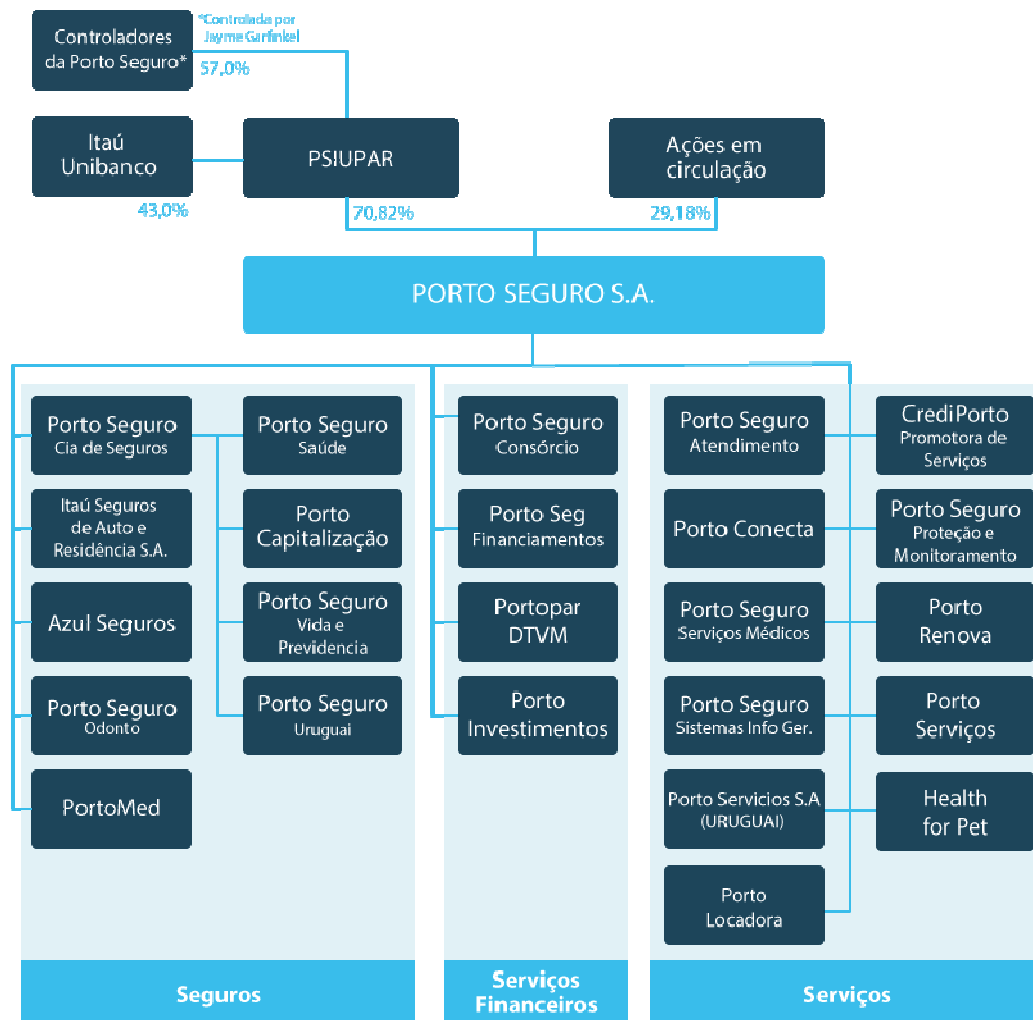 Controladores
da Porto Seguro*
*Controlada por
Jayme Garfinkel
57,0%
Itaú
Unibanco
43,0%
PSIUPAR
70,82%
Ações em
circulação
29,18%
PORTO SEGURO S.A.
Porto Seguro
Cia de Seguros
Itaú Seguros
de Auto e
Residência S.A.
Azul Seguros
Porto Seguro
Odonto
PortoMed
Porto Seguro
Saúde
Porto
Capitalização
Porto Seguro
Vida e
Previdencia
Porto Seguro
Uruguai
Seguros
Porto Seguro
Consórcio
Porto Seg
Financiamentos
Portopar
DTVM
Porto
Investimentos
Serviços
Financeiros
Porto Seguro
Atendimento
Porto Conecta
Porto Seguro
Serviços Médicos
Porto Seguro
Sistemas Info Ger.
Porto Servicios S.A
(URUGUAI)
Porto
Locadora
CrediPorto
Promotora de
Serviços
Porto Seguro
Proteção e
Monitoramento
Porto
Renova
Porto
Serviços
Health
for Pet
Serviços